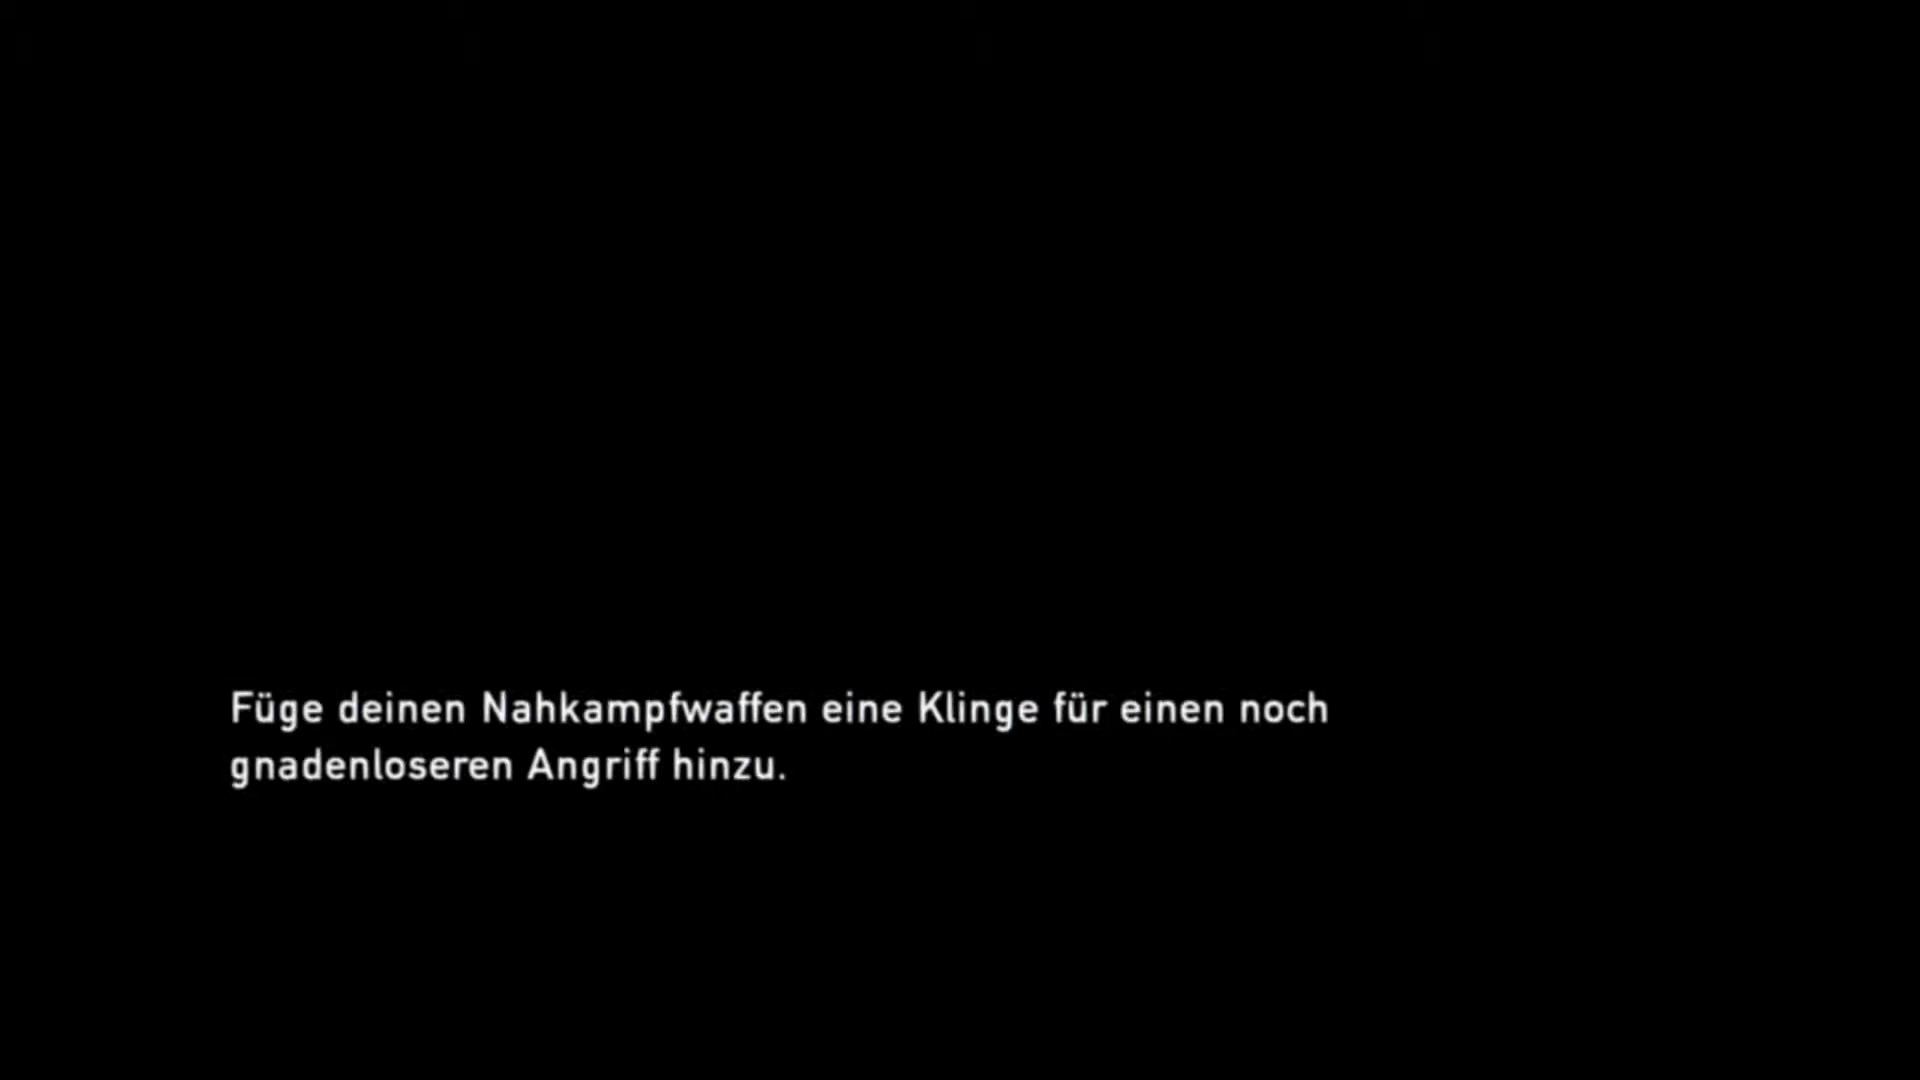 Füge deinen Nahkampfwaffen eine Klinge für einen noch
gnadenloseren Angriff hinzu.